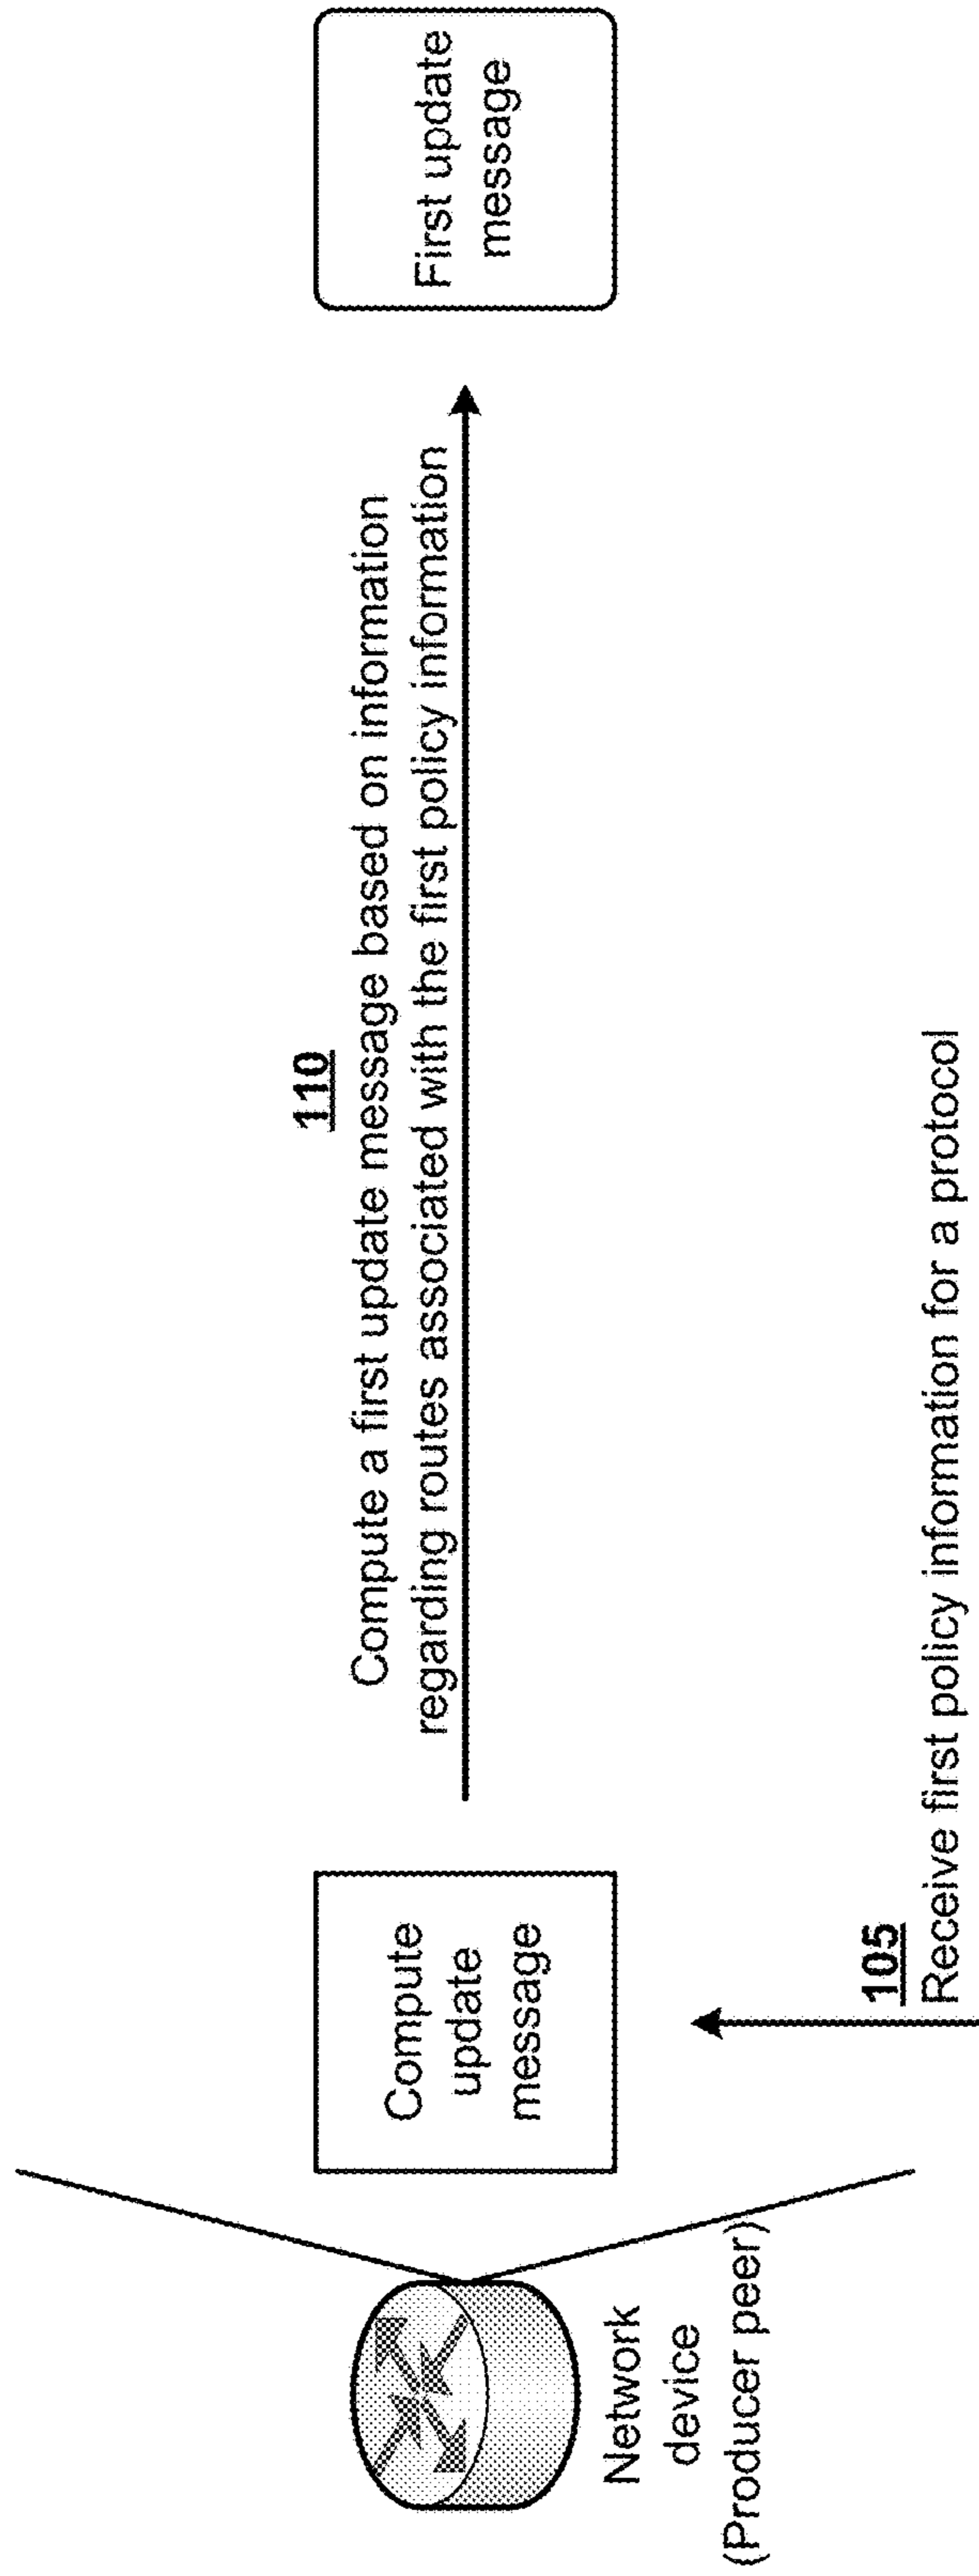 Network
device
(Producer peer)
Compute
update
message
110
Compute a first update message based on information
regarding routes associated with the first policy information
First update
message
105
Receive first policy information for a protocol